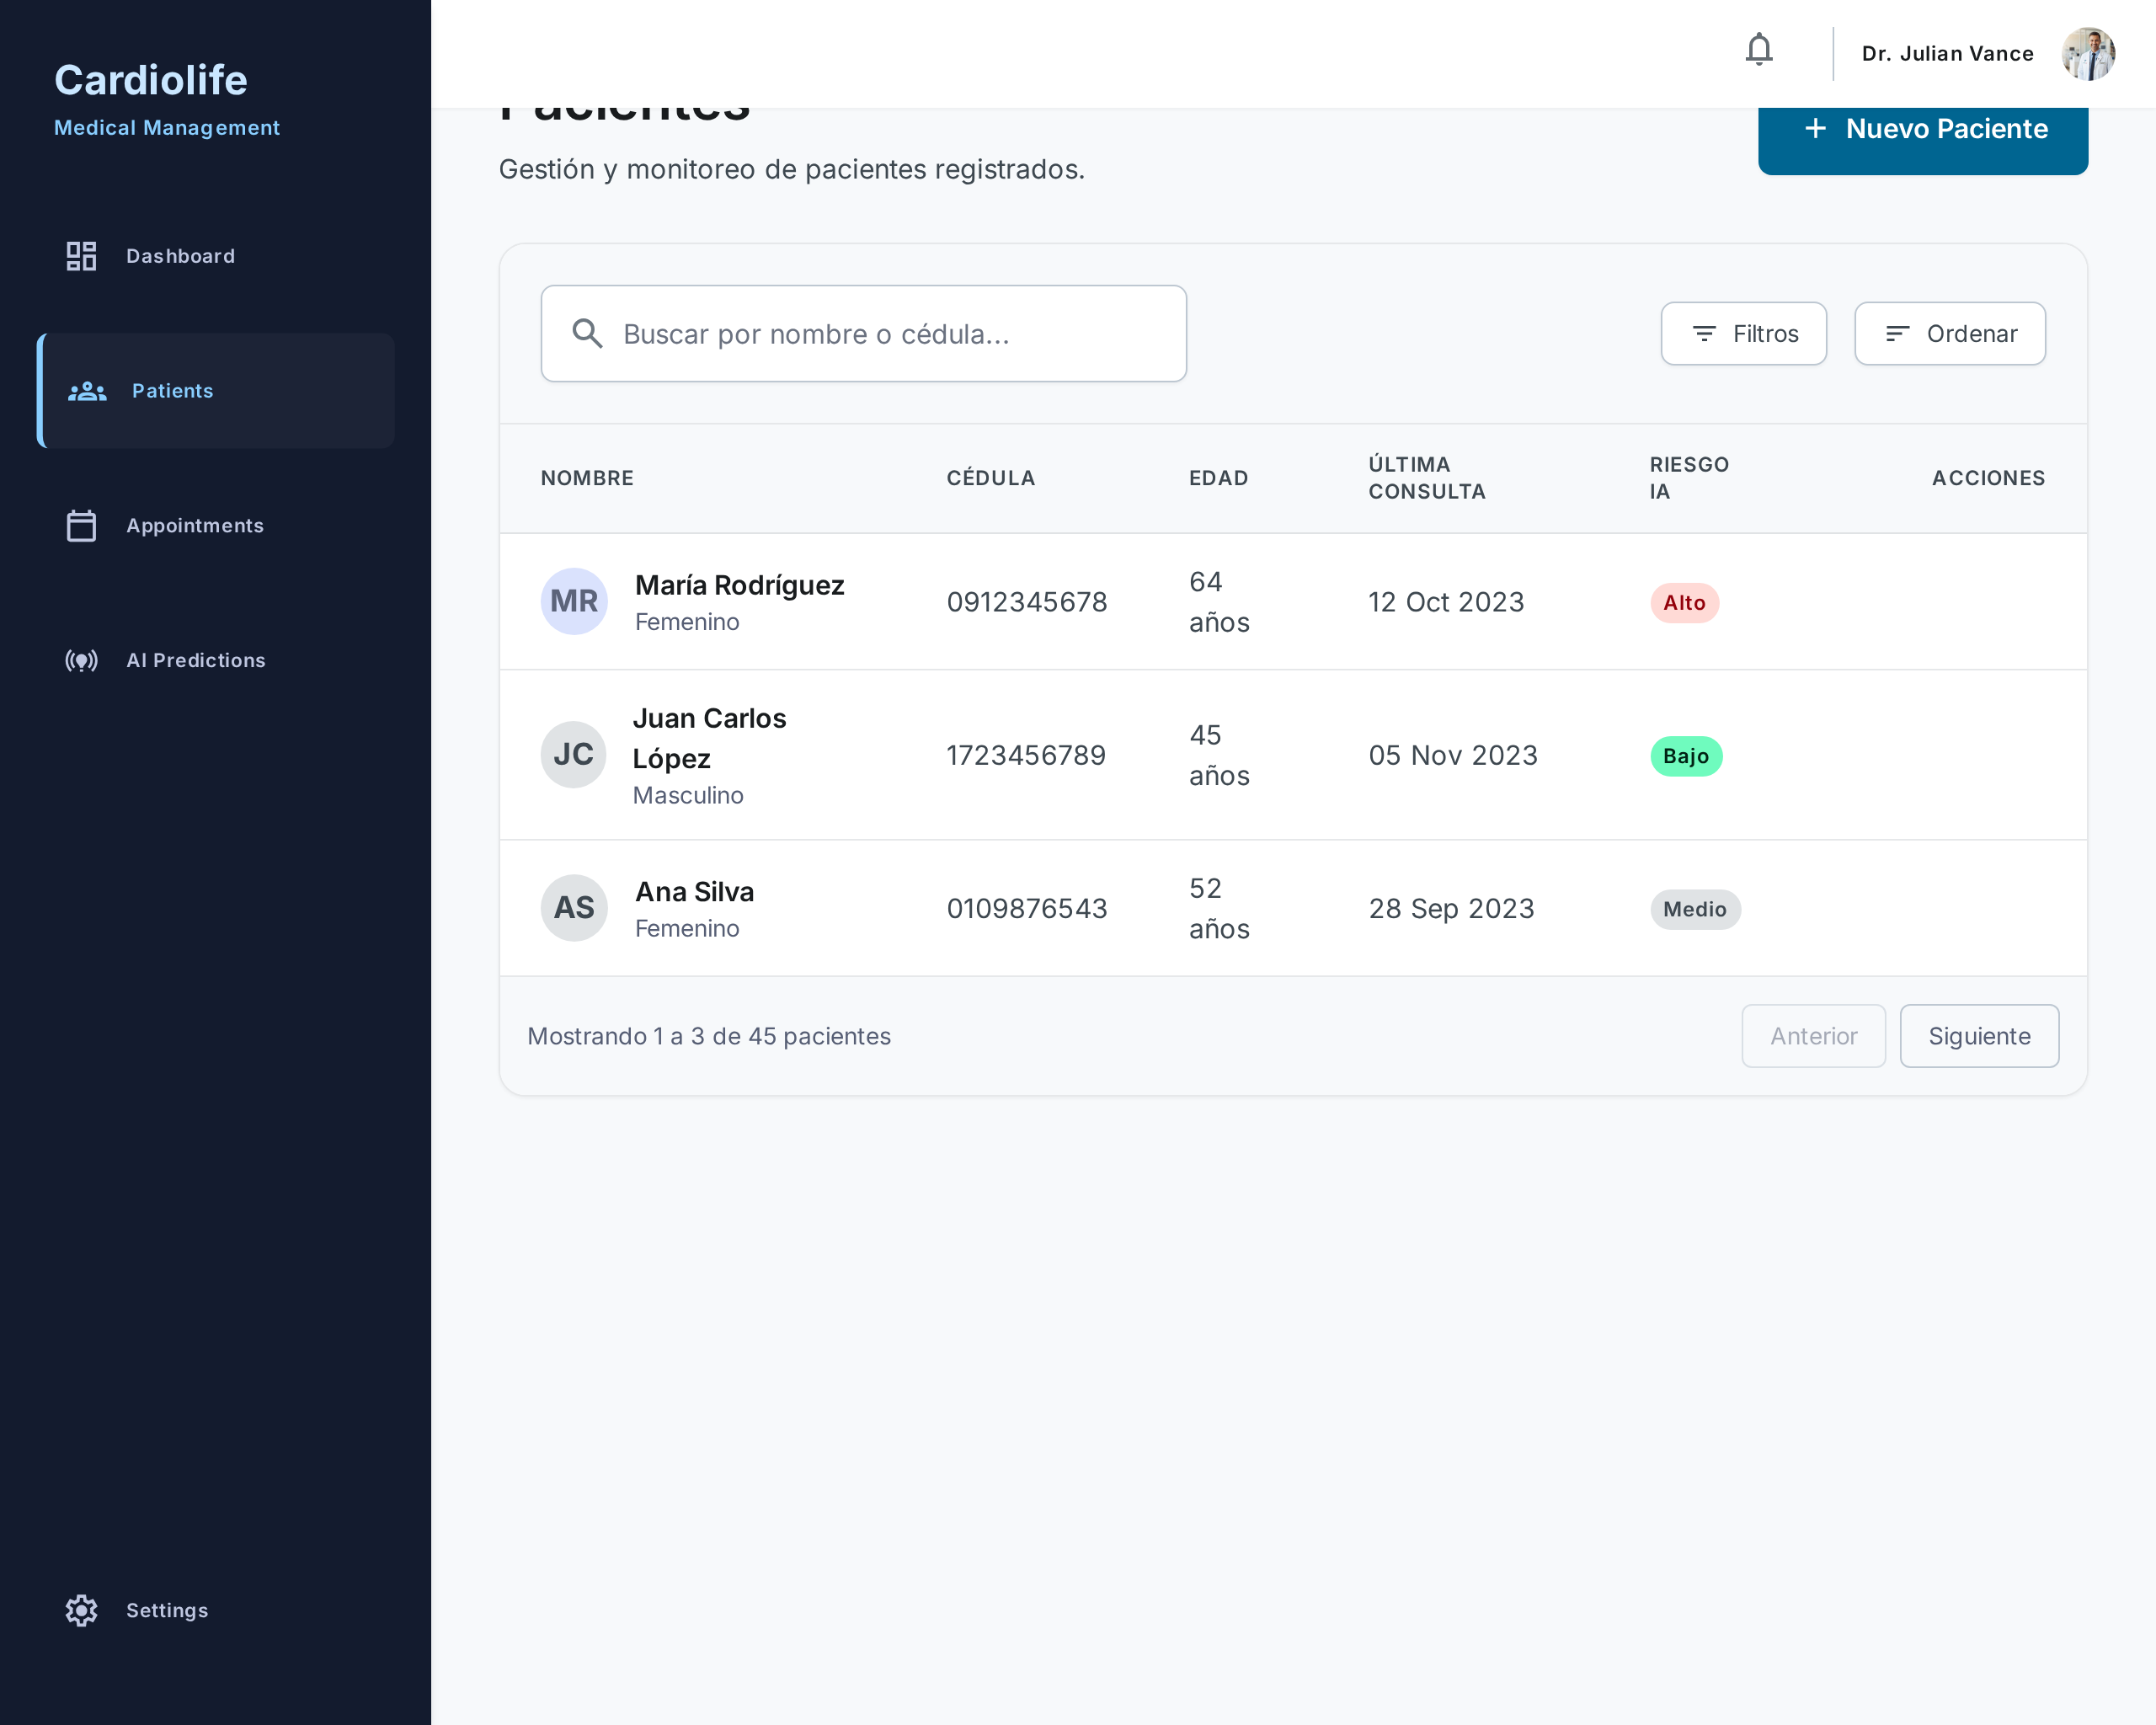 Cardiolife
Medical Management
Dashboard
Patients
Appointments
AI Predictions
Settings
Dr. Julian Vance
Pacientes
Gestión y monitoreo de pacientes registrados.
+ Nuevo Paciente
Buscar por nombre o cédula...
Filtros
Ordenar
NOMBRE
CÉDULA
EDAD
ÚLTIMA
CONSULTA
RIESGO
IA
ACCIONES
MR
María Rodríguez
Femenino
0912345678
64
años
12 Oct 2023
Alto
JC
Juan Carlos
López
Masculino
1723456789
45
años
05 Nov 2023
Bajo
AS
Ana Silva
Femenino
0109876543
52
años
28 Sep 2023
Medio
Mostrando 1 a 3 de 45 pacientes
Anterior
Siguiente